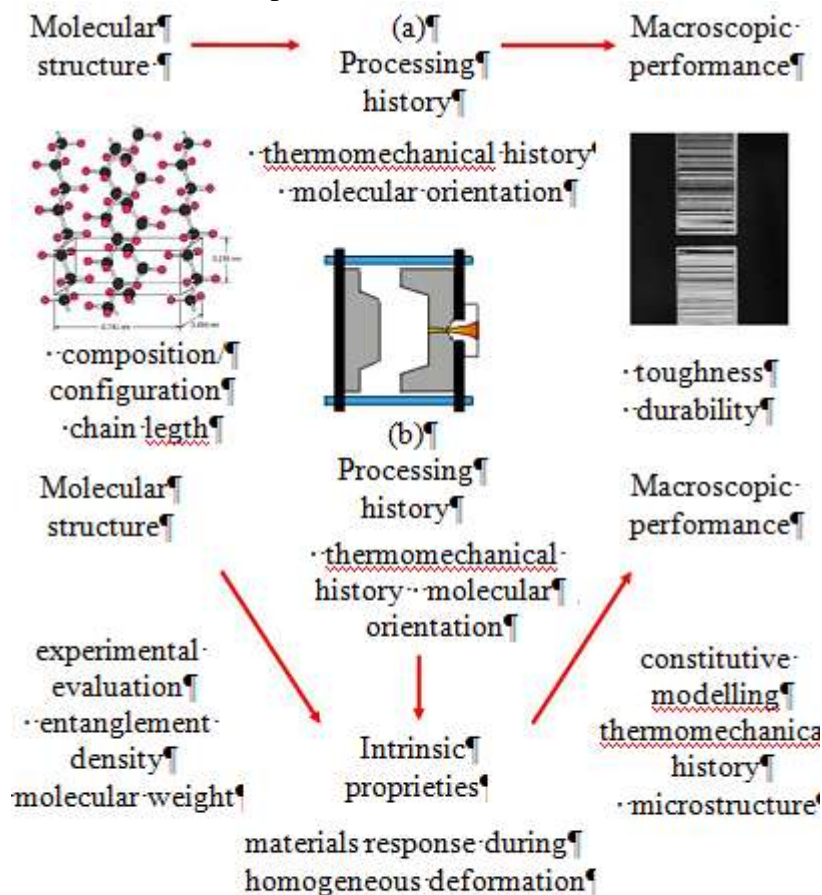 Molecular¶
structure·¶
(a)¶
Processing¶
history¶
Macroscopic·
performance¶
·thermomechanical·history¶
·molecular·orientation¶
·composition/¶
configuration¶
·chain·legth¶
·toughness¶
·durability¶
(b)¶
Molecular¶
structure¶
Processing¶
history¶
Macroscopic·
performance¶
·thermomechanical·
history··molecular¶
orientation¶
experimental·
evaluation¶
·entanglement·
density¶
·molecular·weight¶
Intrinsic¶
proprieties¶
constitutive·
modelling¶
thermomechanica
history¶
·microstructure¶
materials·response·during¶
homogeneous·deformation¶